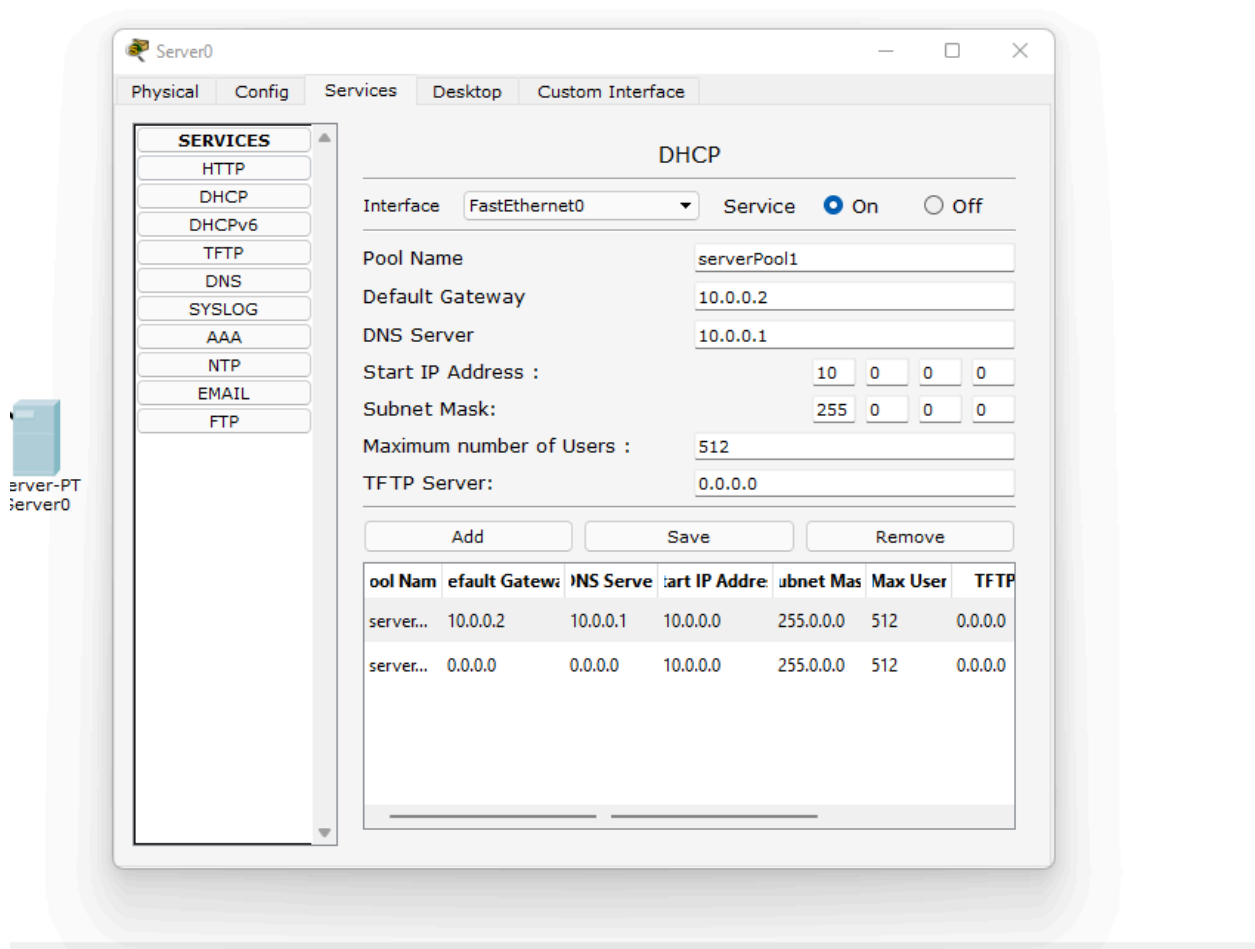 Server0
Physical Config Services Desktop Custom Interface
SERVICES
HTTP
DHCP
DHCPv6
TFTP
DNS
SYSLOG
AAA
NTP
EMAIL
FTP
DHCP
Interface FastEthernet0 Service On Off
Pool Name serverPool1
Default Gateway 10.0.0.2
DNS Server 10.0.0.1
Start IP Address : 10 0 0 0
Subnet Mask: 255 0 0 0
Maximum number of Users : 512
TFTP Server: 0.0.0.0
Add Save Remove
ool Nam efault Gatewa DNS Serve tart IP Addre: ubnet Mas Max User TFTP
server... 10.0.0.2 10.0.0.1 10.0.0.0 255.0.0.0 512 0.0.0.0
server... 0.0.0.0 0.0.0.0 10.0.0.0 255.0.0.0 512 0.0.0.0
erver-PT
Server0